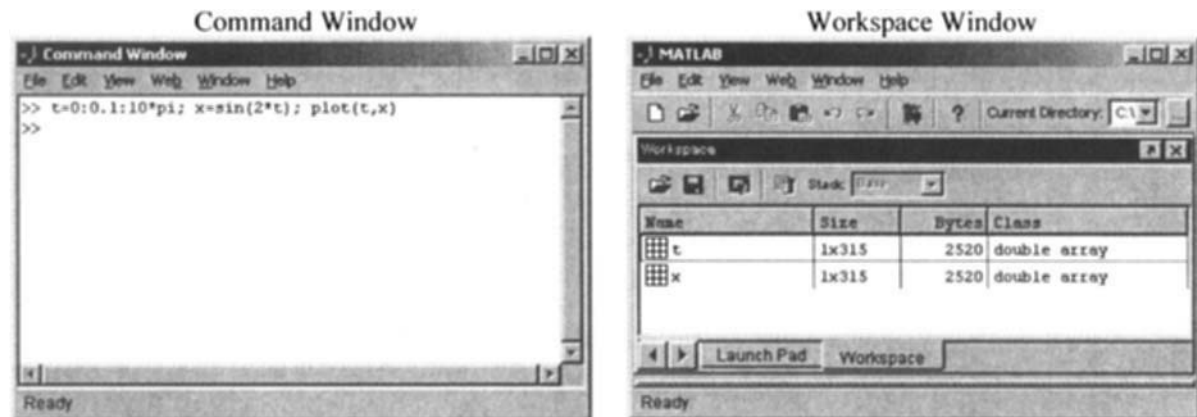 Command Window
Command Window
File Edit View Web Window Help
>> t=0:0.1:10*pi; x=sin(2*t); plot(t,x)
>>
Ready
Workspace Window
MATLAB
File Edit View Web Window Help
? Current Directory: C:\
Workspace
Stack: Base
Name Size Bytes Class
t 1x315 2520 double array
x 1x315 2520 double array
Launch Pad Workspace
Ready